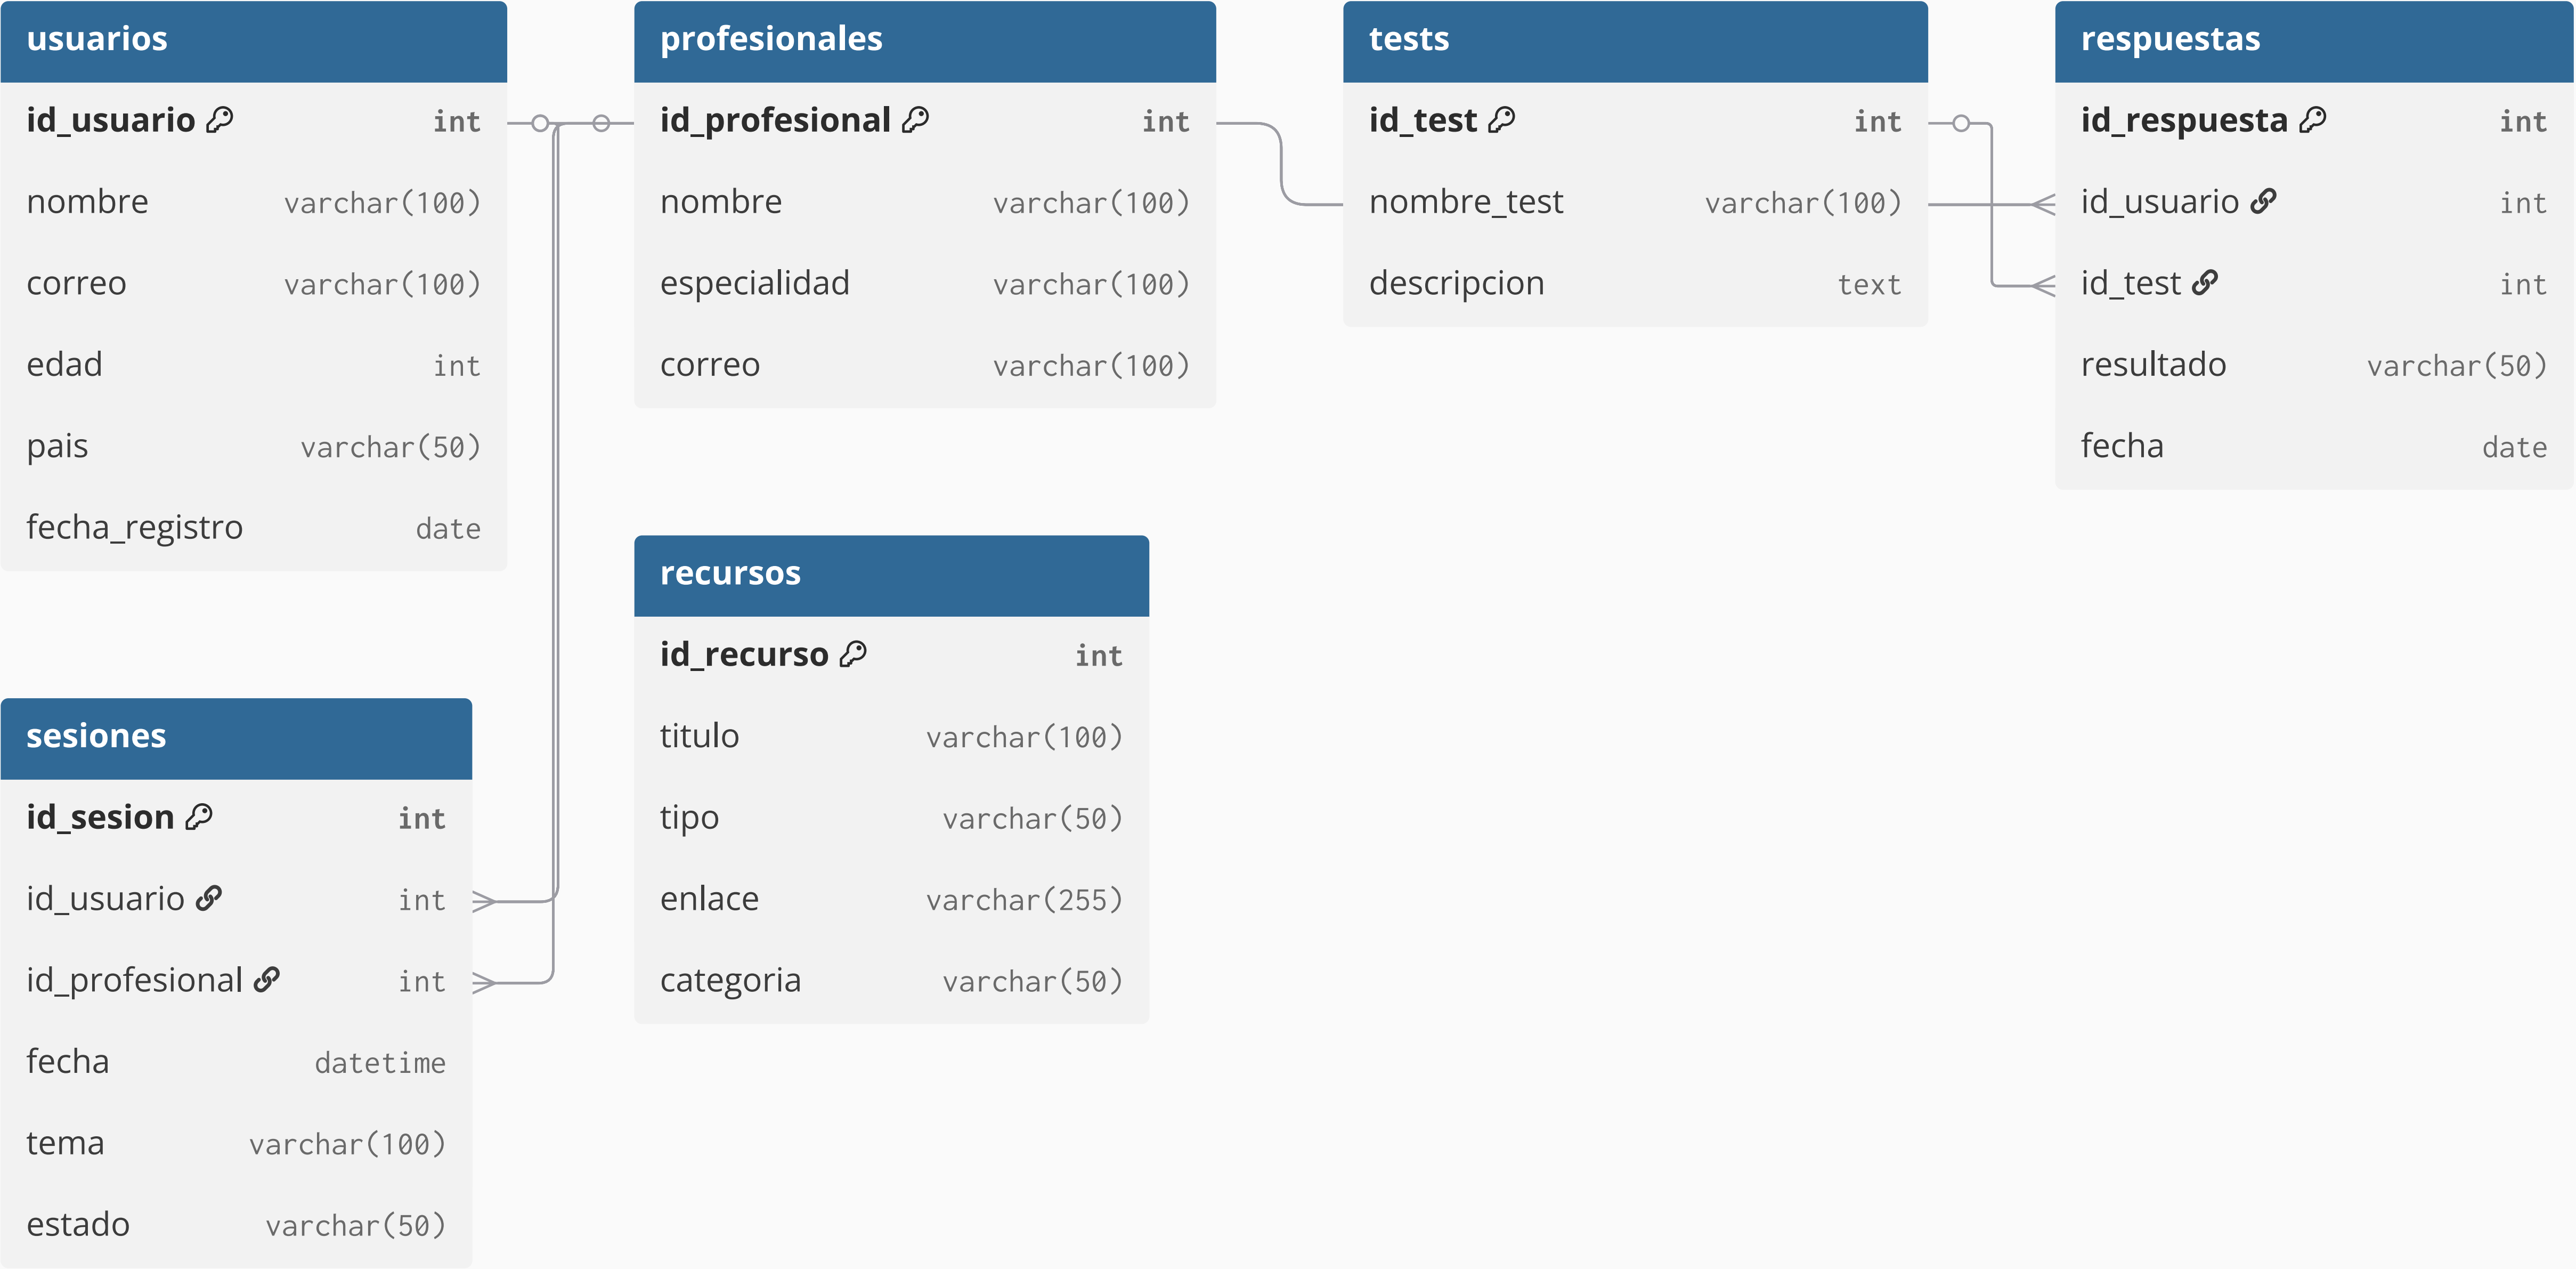 usuarios
id_usuario int
nombre varchar(100)
correo varchar(100)
edad int
pais varchar(50)
fecha_registro date
profesionales
id_profesional int
nombre varchar(100)
especialidad varchar(100)
correo varchar(100)
tests
id_test int
nombre_test varchar(100)
descripcion text
respuestas
id_respuesta int
id_usuario int
id_test int
resultado varchar(50)
fecha date
recursos
id_recurso int
titulo varchar(100)
tipo varchar(50)
enlace varchar(255)
categoria varchar(50)
sesiones
id_sesion int
id_usuario int
id_profesional int
fecha datetime
tema varchar(100)
estado varchar(50)